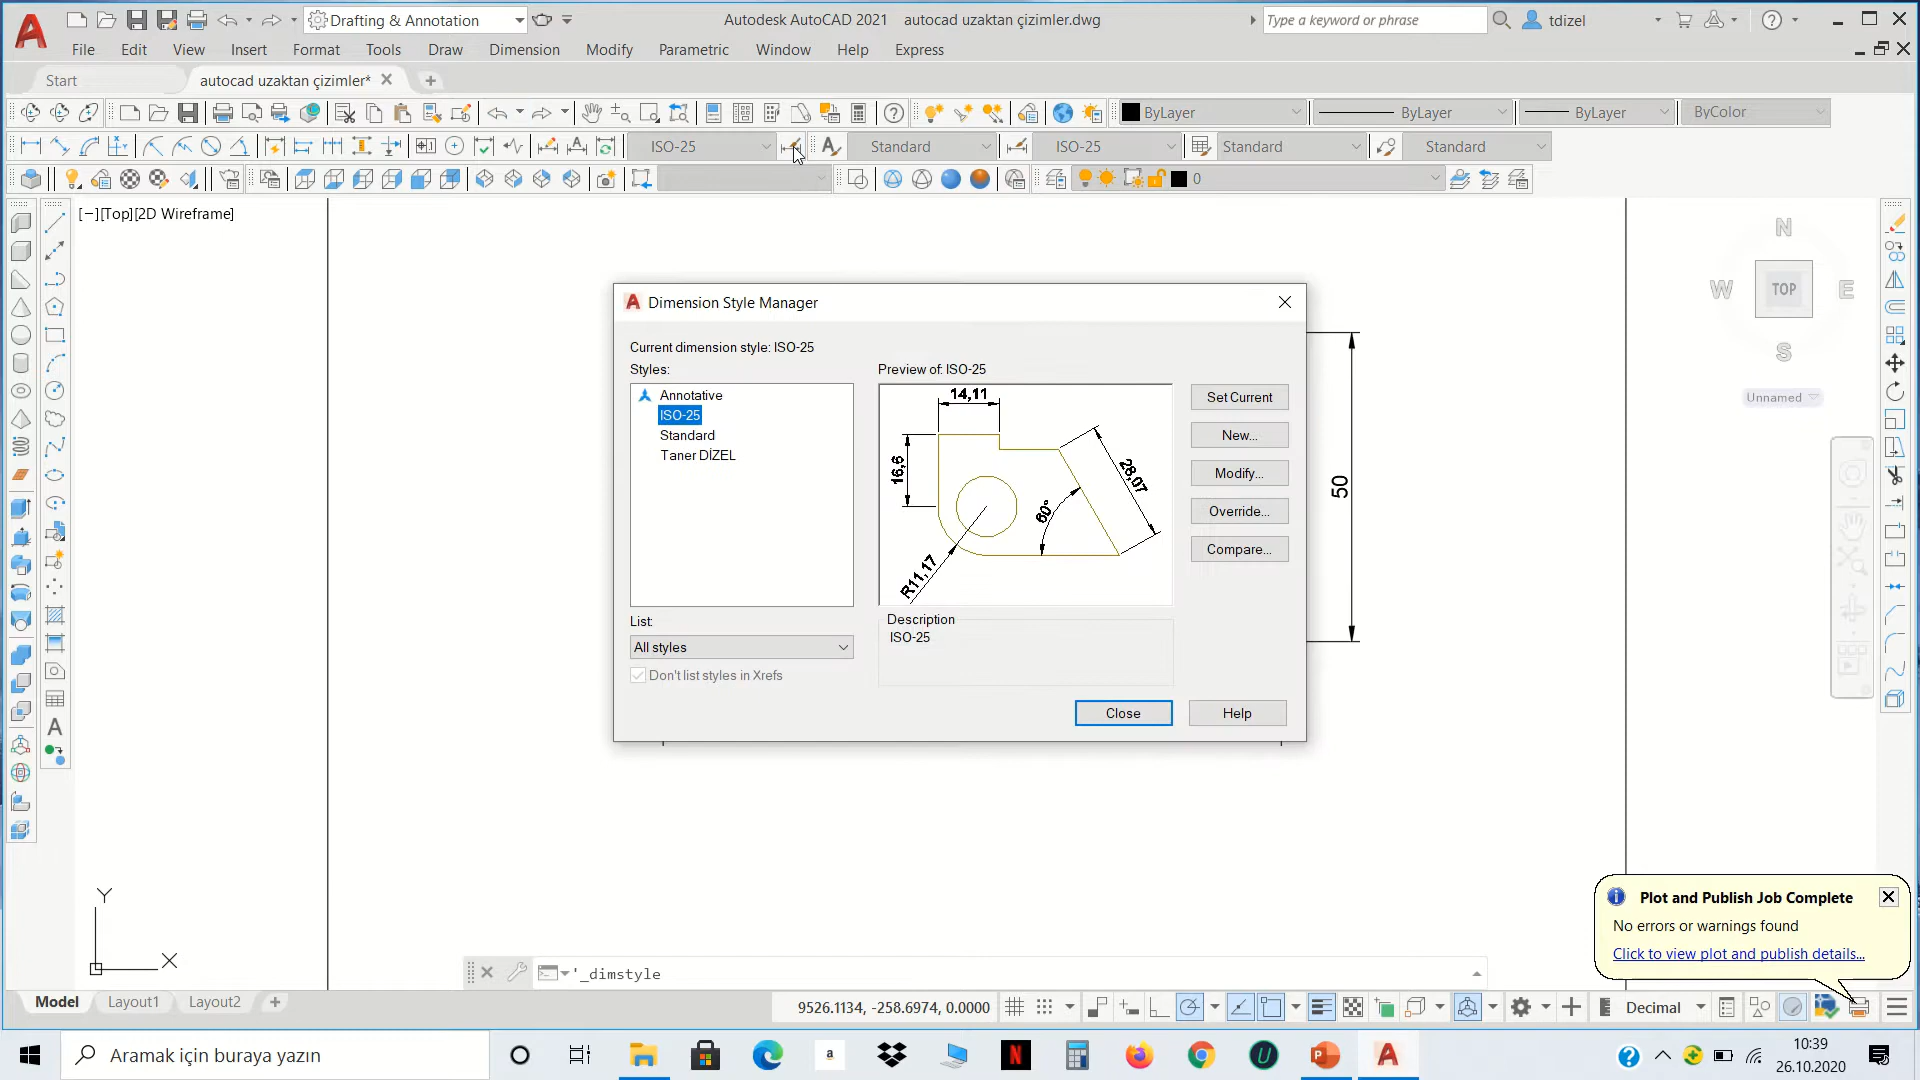 Drafting & Annotation
Autodesk AutoCAD 2021 autocad uzaktan çizimler.dwg
Type a keyword or phrase
tdizel
File Edit View Insert Format Tools Draw Dimension Modify Parametric Window Help Express
Start
autocad uzaktan çizimler*
ByLayer
ByLayer
ByLayer
ByColor
ISO-25
Standard
ISO-25
Standard
Standard
0
[−][Top][2D Wireframe]
N
W
TOP
E
S
Unnamed
Dimension Style Manager
Current dimension style: ISO-25
Styles:
Annotative
ISO-25
Standard
Taner DİZEL
Preview of: ISO-25
14,11
16,6
28,07
60°
R11,17
Set Current
New...
Modify...
Override...
Compare...
List:
All styles
Don't list styles in Xrefs
Description
ISO-25
Close
Help
50
Y
X
Plot and Publish Job Complete
No errors or warnings found
Click to view plot and publish details...
'_dimstyle
Model Layout1 Layout2
9526.1134, -258.6974, 0.0000
Decimal
Aramak için buraya yazın
10:39
26.10.2020